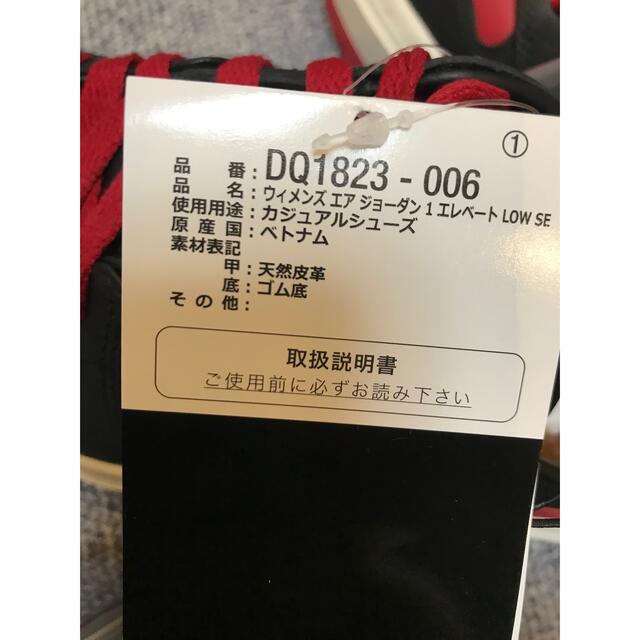 ①
品 番：DQ1823 - 006
品 名：ウィメンズ エア ジョーダン 1 エレベート LOW SE
使用用途：カジュアルシューズ
原 産 国：ベトナム
素材表記
甲：天然皮革
底：ゴム底
そ の 他：
取扱説明書
ご使用前に必ずお読み下さい